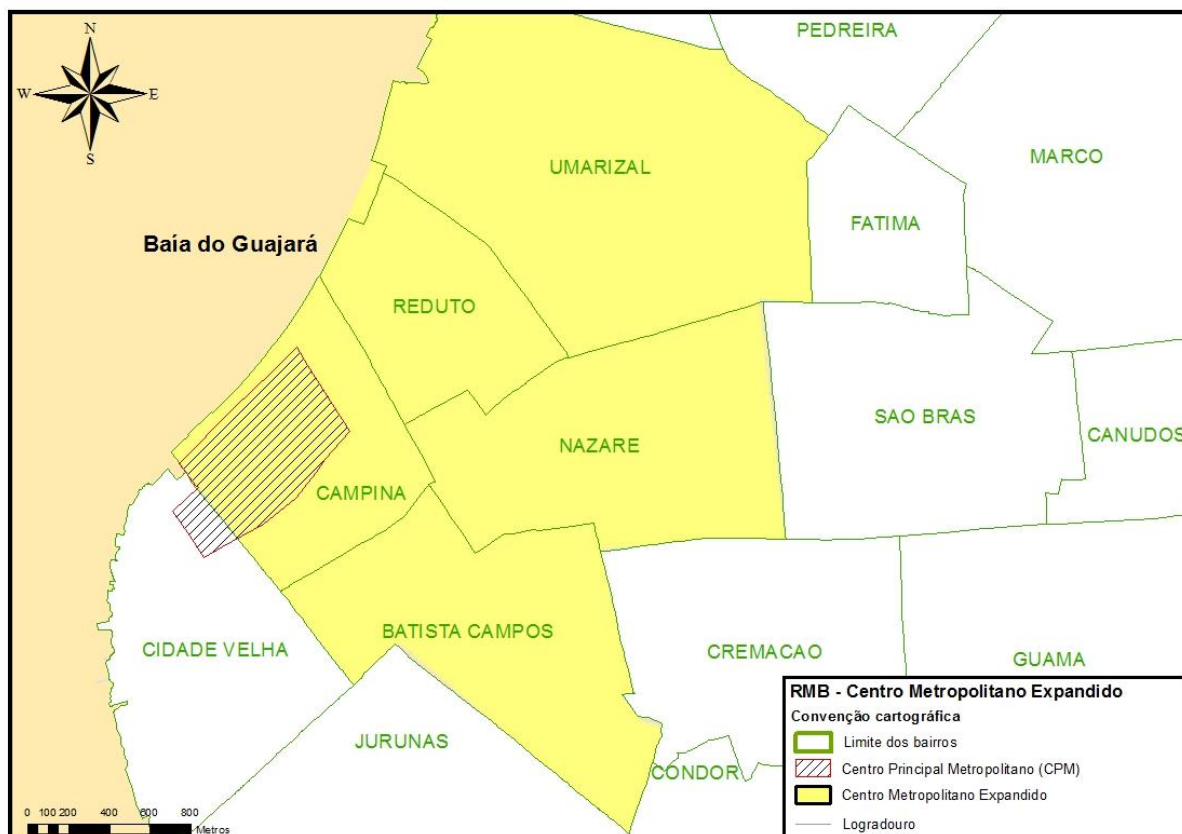 N
W
E
S
PEDREIRA
MARCO
UMARIZAL
FATIMA
Baía do Guajará
REDUTO
SAO BRAS
CANUDOS
NAZARE
CAMPINA
BATISTA CAMPOS
CIDADE VELHA
CREMACAO
GUAMA
JURUNAS
CONDOR
RMB - Centro Metropolitano Expandido
Convenção cartográfica
Limite dos bairros
Centro Principal Metropolitano (CPM)
Centro Metropolitano Expandido
Logradouro
0 100 200 400 600 800
Metros